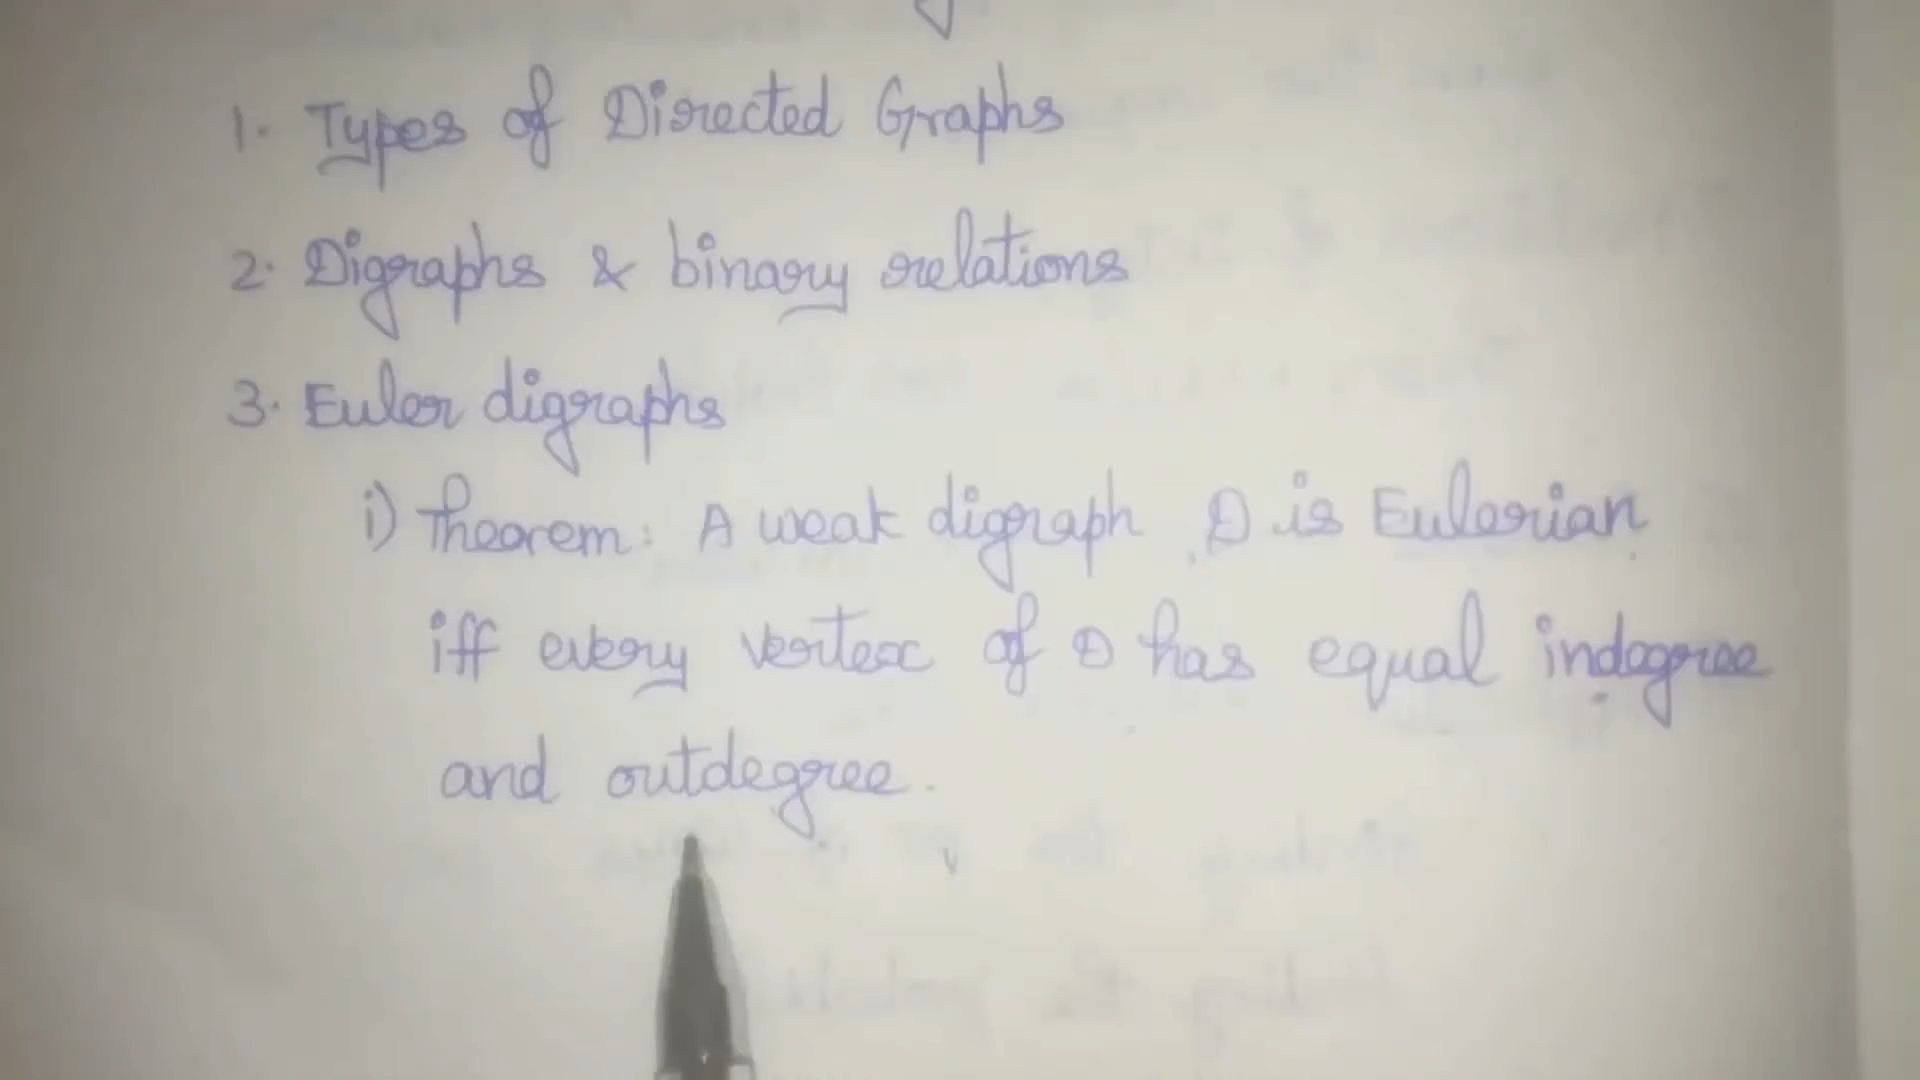 1. Types of Directed Graphs
2. Digraphs & binary relations
3. Euler digraphs
i) Theorem: A weak digraph D is Eulerian
iff every vertex of D has equal indegree
and outdegree.